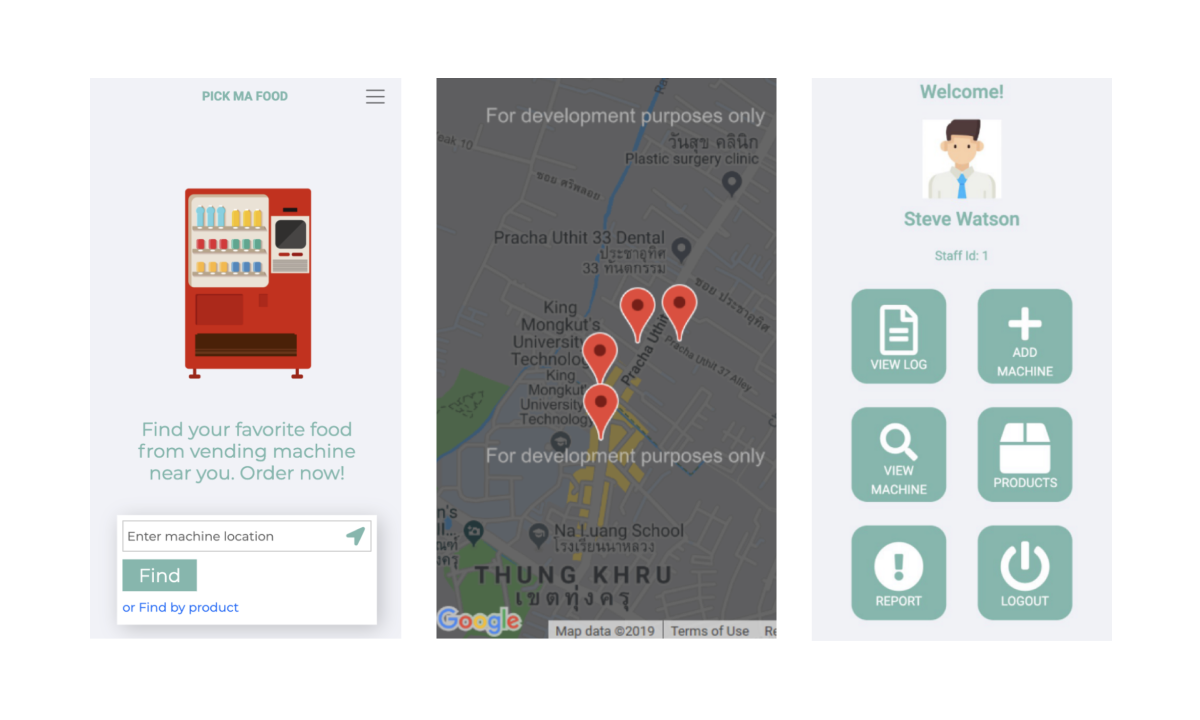 PICK MA FOOD
Find your favorite food
from vending machine
near you. Order now!
Enter machine location
Find
or Find by product
For development purposes only
วันสุข คลินิก
Plastic surgery clinic
ซอย ศรีพลอย
Pracha Uthit 33 Dental
ประชาอุทิศ
33 ทันตกรรม
ซอย ประชาอุทิศ
King
Mongkut's
University
Technolo
Pracha Uthit
Pracha Uthit 37 Alley
King
Mongkut
University
Technology
For development purposes only
Na Luang School
โรงเรียนนาหลวง
THUNG KHRU
เขตทุ่งครุ
Google
Map data ©2019
Terms of Use
Re
Welcome!
Steve Watson
Staff Id: 1
VIEW LOG
ADD
MACHINE
VIEW
MACHINE
PRODUCTS
REPORT
LOGOUT